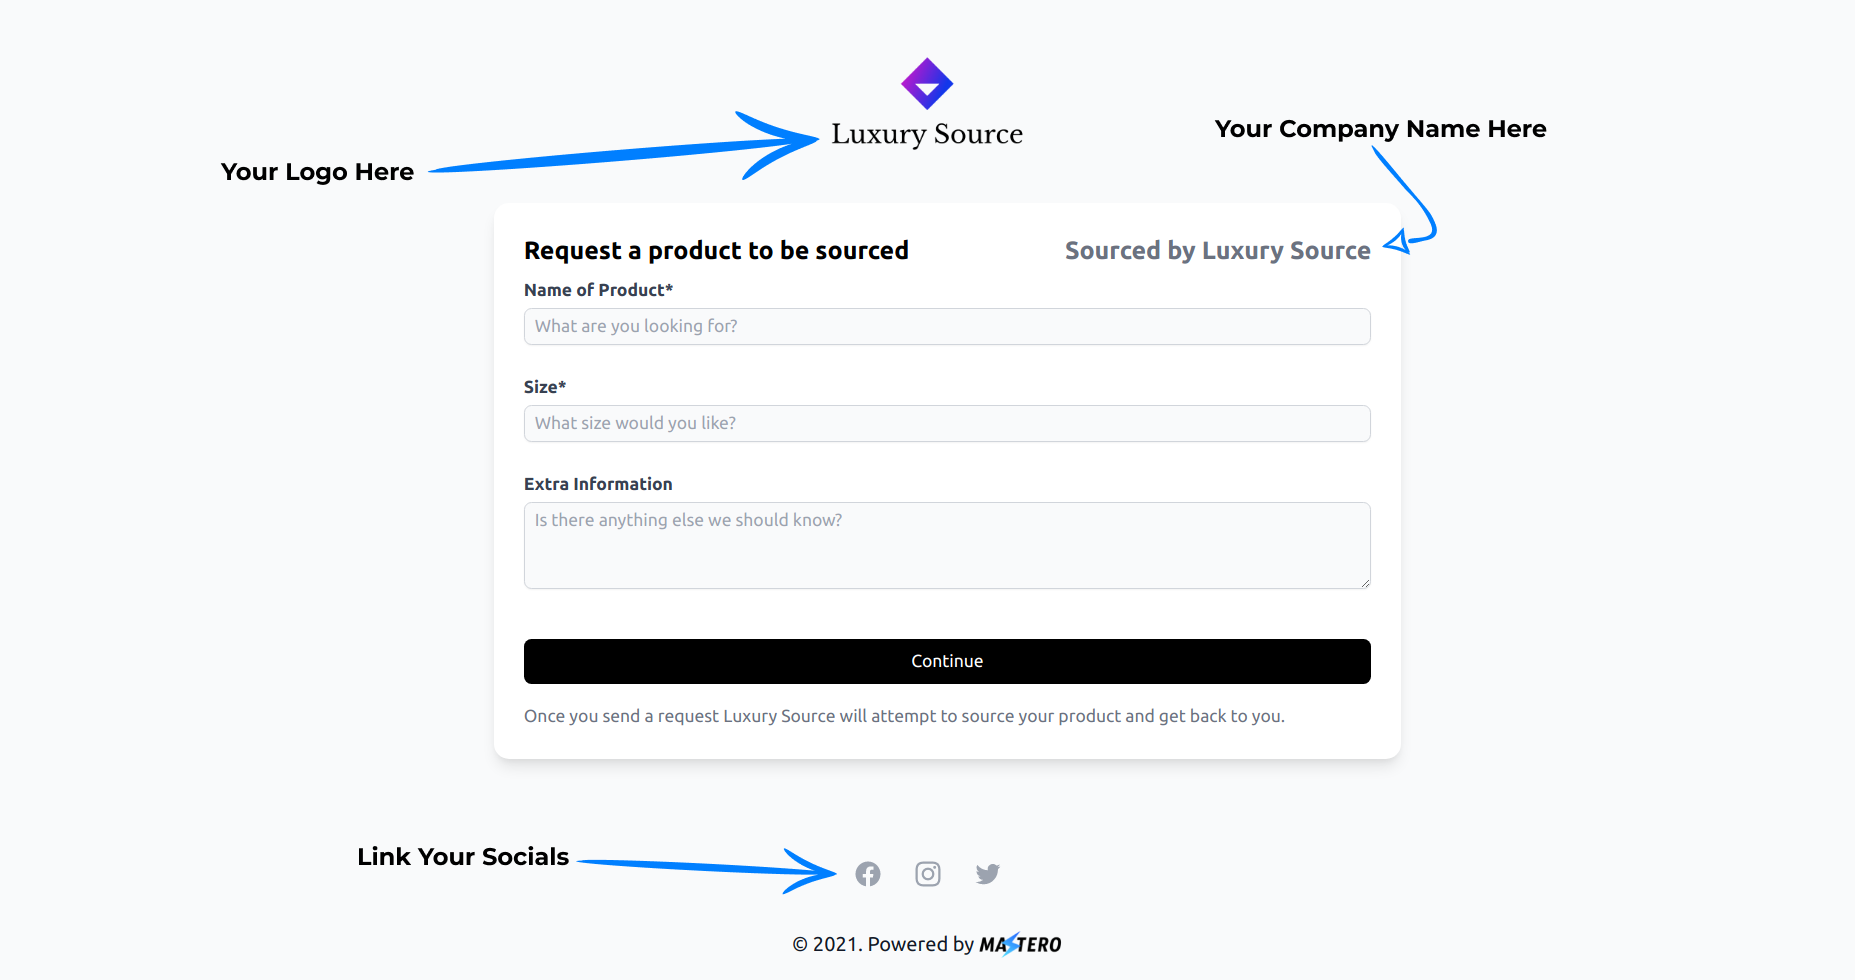 Luxury Source
Your Company Name Here
Your Logo Here
Request a product to be sourced
Sourced by Luxury Source
Name of Product*
What are you looking for?
Size*
What size would you like?
Extra Information
Is there anything else we should know?
Continue
Once you send a request Luxury Source will attempt to source your product and get back to you.
Link Your Socials
© 2021. Powered by MASTERO